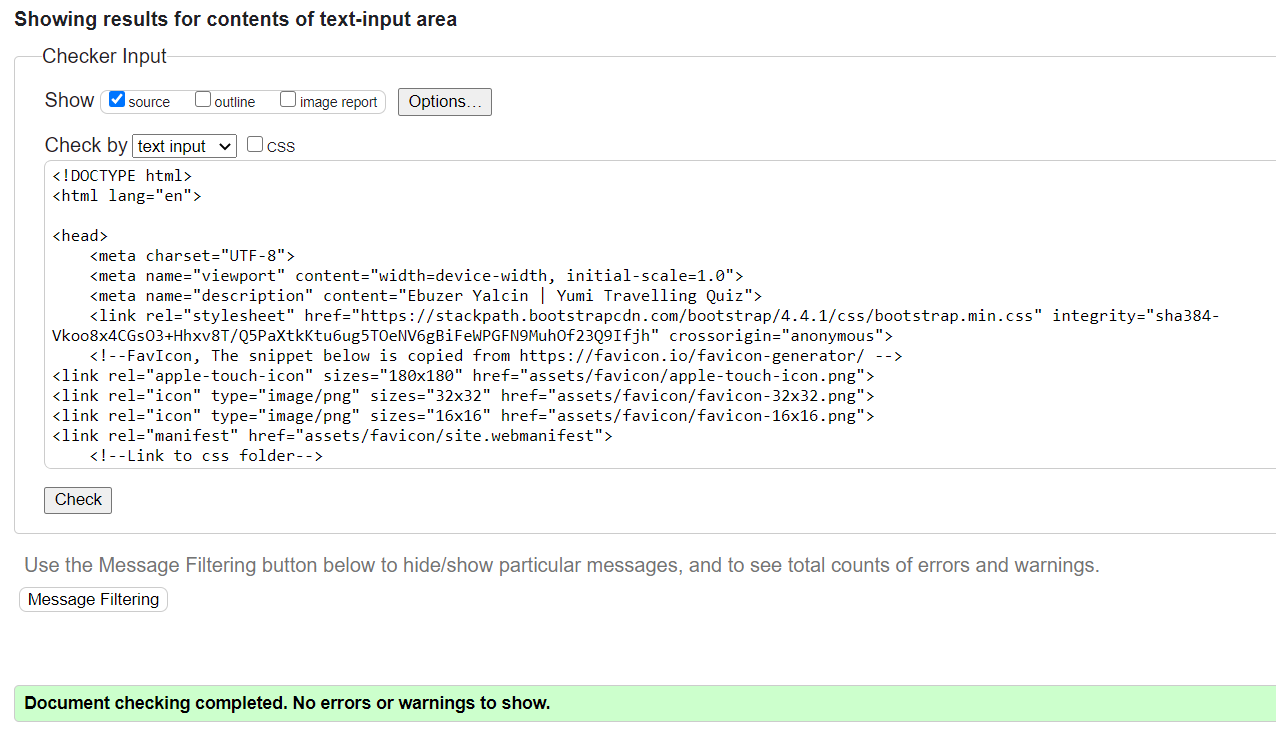 Showing results for contents of text-input area
Checker Input
Show source outline image report Options...
Check by text input CSS
<!DOCTYPE html>
<html lang="en">
<head>
<meta charset="UTF-8">
<meta name="viewport" content="width=device-width, initial-scale=1.0">
<meta name="description" content="Ebuzer Yalcin | Yumi Travelling Quiz">
<link rel="stylesheet" href="https://stackpath.bootstrapcdn.com/bootstrap/4.4.1/css/bootstrap.min.css" integrity="sha384-
Vkoo8x4CGsO3+Hhxv8T/Q5PaXtkKtu6ug5TOeNV6gBiFeWPGFN9MuhOf23Q9Ifjh" crossorigin="anonymous">
<!--FavIcon, The snippet below is copied from https://favicon.io/favicon-generator/ -->
<link rel="apple-touch-icon" sizes="180x180" href="assets/favicon/apple-touch-icon.png">
<link rel="icon" type="image/png" sizes="32x32" href="assets/favicon/favicon-32x32.png">
<link rel="icon" type="image/png" sizes="16x16" href="assets/favicon/favicon-16x16.png">
<link rel="manifest" href="assets/favicon/site.webmanifest">
<!--Link to css folder-->
Check
Use the Message Filtering button below to hide/show particular messages, and to see total counts of errors and warnings.
Message Filtering
Document checking completed. No errors or warnings to show.